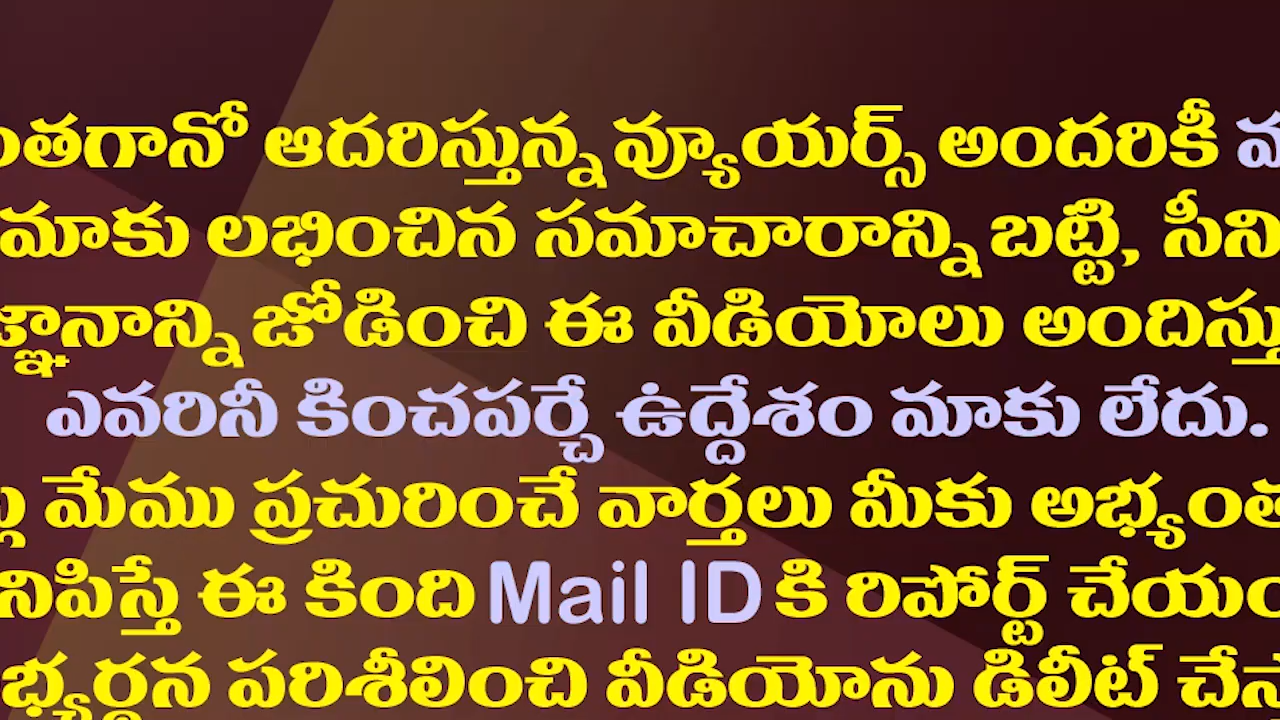 ంతగానో ఆదరిస్తున్న వ్యూయర్స్ అందరికీ
మాకు లభించిన సమాచారాన్ని బట్టి, సీని
జ్ఞానాన్ని జోడించి ఈ వీడియోలు అందిస్తు
ఎవరినీ కించపర్చే ఉద్దేశం మాకు లేదు.
మేము ప్రచురించే వార్తలు మీకు అభ్యంత
నిపిస్తే ఈ కింది Mail ID కి రిపోర్ట్ చేయం
భ్యర్ధన పరిశీలించి వీడియోను డిలీట్ చేస